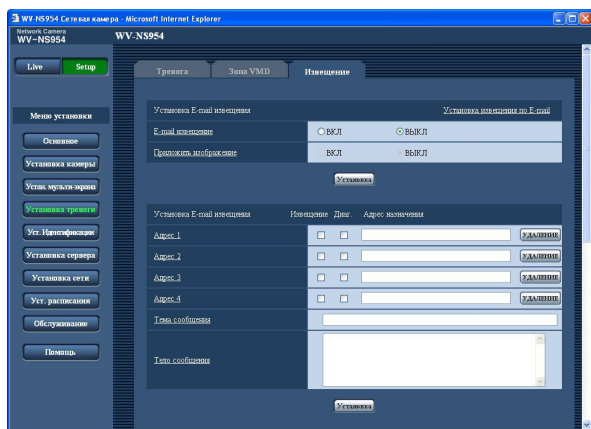 WV-NS954 Сетевая камера - Microsoft Internet Explorer
Network Camera
WV-NS954
WV-NS954
Live
Setup
Тревога
Зона VMD
Извещение
Меню установки
Основное
Установка камеры
Устан. мульти-экрана
Установка тревоги
Уст. Идентификации
Установка сервера
Установка сети
Уст. расписания
Обслуживание
Помощь
Установка E-mail извещения
Установка извещения по E-mail
E-mail извещение
ВКЛ
ВЫКЛ
Приложить изображение
ВКЛ
ВЫКЛ
Установка
Установка E-mail извещения
Извещение Диаг. Адрес назначения
Адрес 1
УДАЛЕНИЕ
Адрес 2
УДАЛЕНИЕ
Адрес 3
УДАЛЕНИЕ
Адрес 4
УДАЛЕНИЕ
Тема сообщения
Тело сообщения
Установка